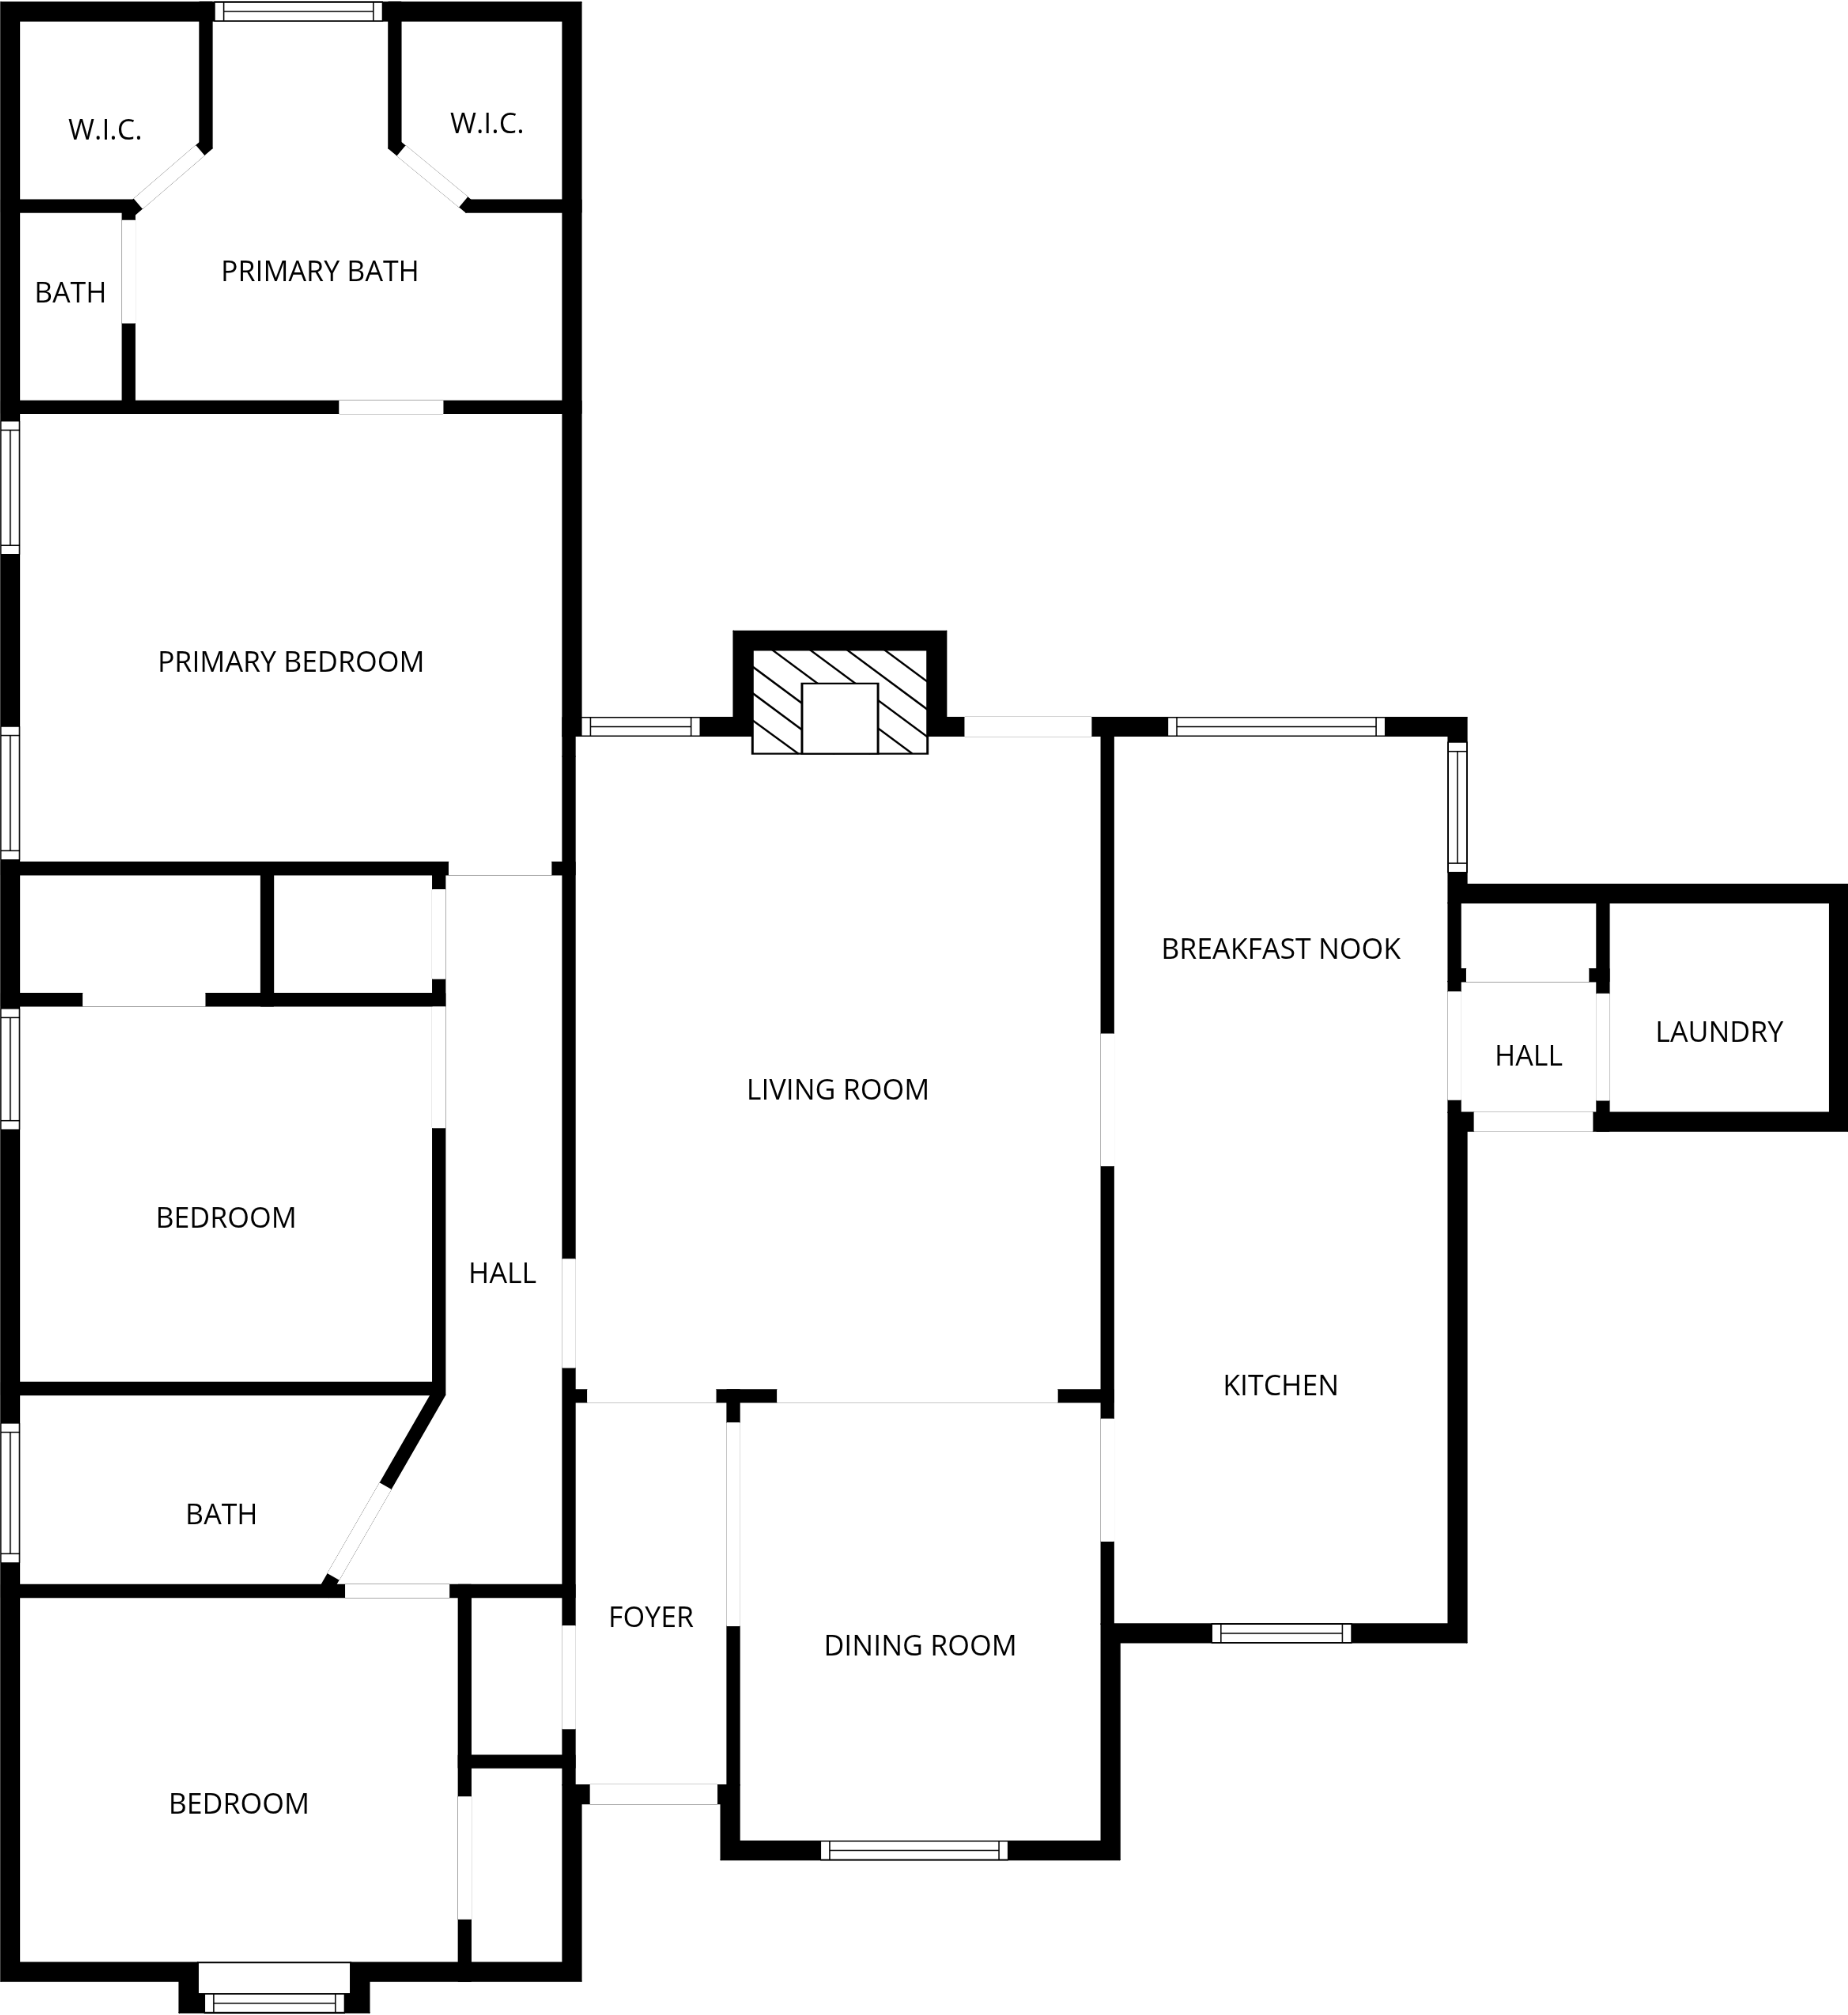 W.I.C.
W.I.C.
PRIMARY BATH
BATH
PRIMARY BEDROOM
BREAKFAST NOOK
LAUNDRY
HALL
LIVING ROOM
BEDROOM
HALL
KITCHEN
BATH
FOYER
DINING ROOM
BEDROOM